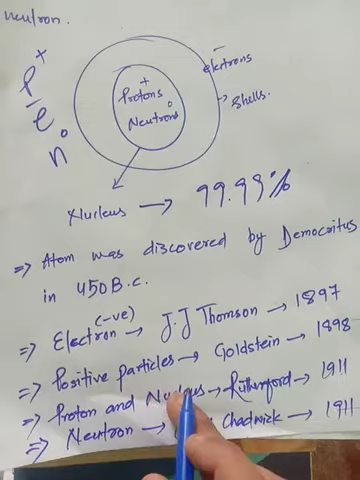 neutron.
P+
e-
n0
-
electrons
shells.
+
Protons
0
Neutrons
Nucleus → 99.99%
⇒ Atom was discovered by Democritus
in 450 B.C.
⇒ Electron (-ve) → J.J Thomson → 1897
⇒ Positive particles → Goldstein → 1898
⇒ Proton and Nucleus → Rutherford → 1911
⇒ Neutron → Chadwick → 1911